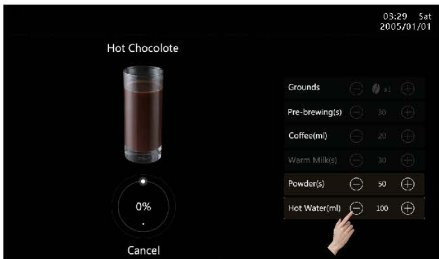 03:29 Sat
2005/01/01
Hot Chocolote
Grounds x1
Pre-brewing(s) 30
Coffee(ml) 20
Warm Milk(s) 30
Powder(s) 50
Hot Water(ml) 100
0%
Cancel